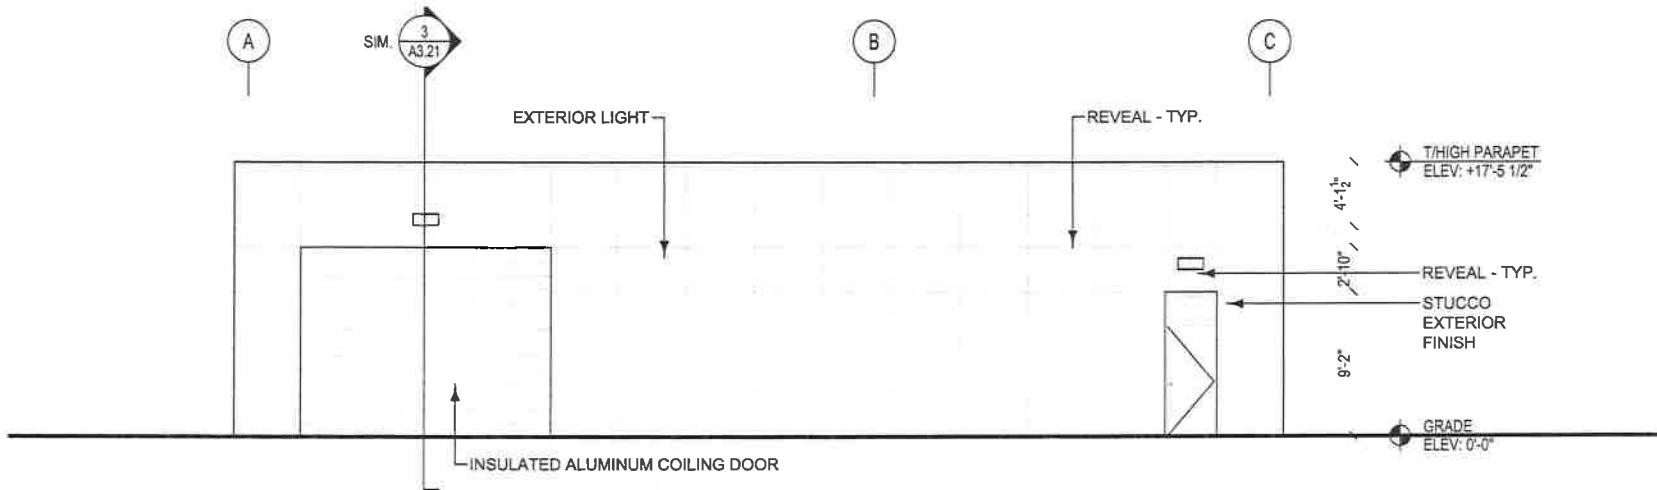 A
SIM.
3
A3.21
B
C
EXTERIOR LIGHT
REVEAL - TYP.
T/HIGH PARAPET
ELEV: +17'-5 1/2"
4'-1½"
2'-10"
REVEAL - TYP.
STUCCO
EXTERIOR
FINISH
9'-2"
GRADE
ELEV: 0'-0"
INSULATED ALUMINUM COILING DOOR